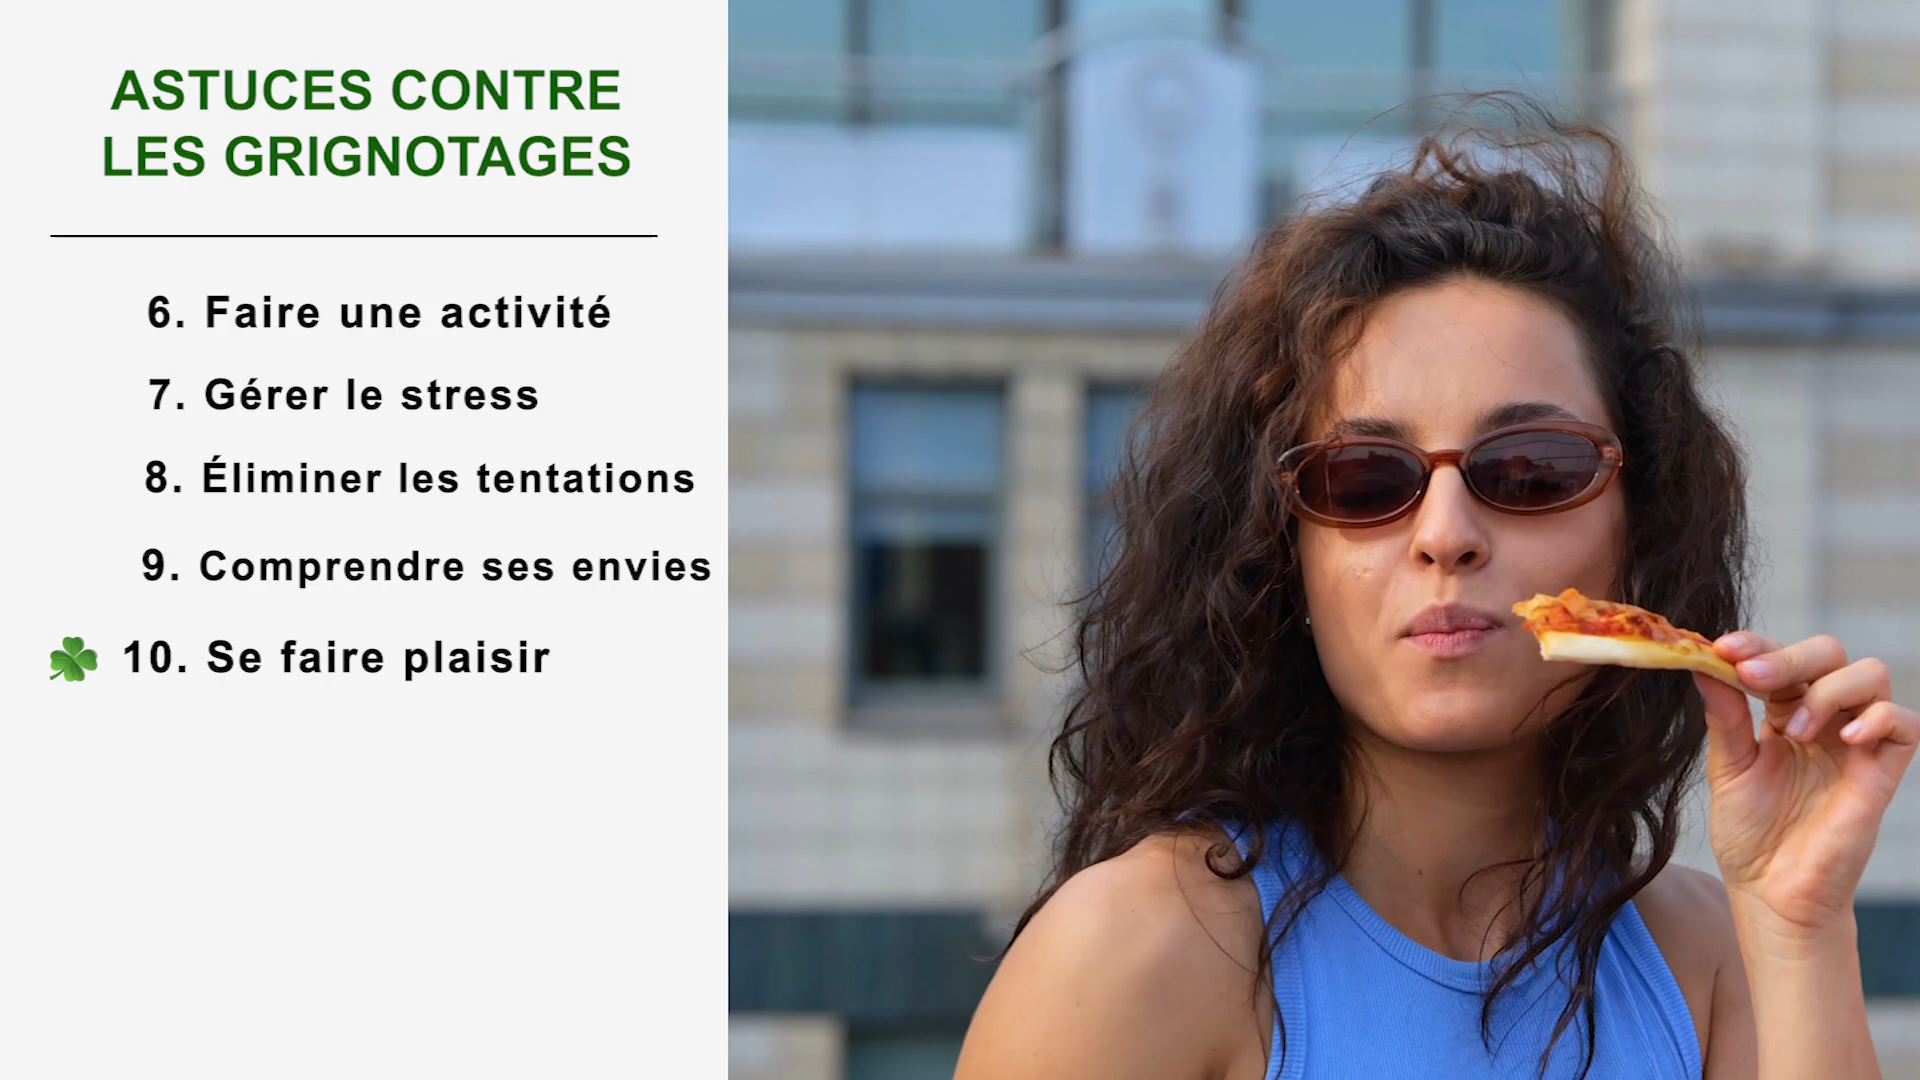 ASTUCES CONTRE
LES GRIGNOTAGES
6. Faire une activité
7. Gérer le stress
8. Éliminer les tentations
9. Comprendre ses envies
10. Se faire plaisir